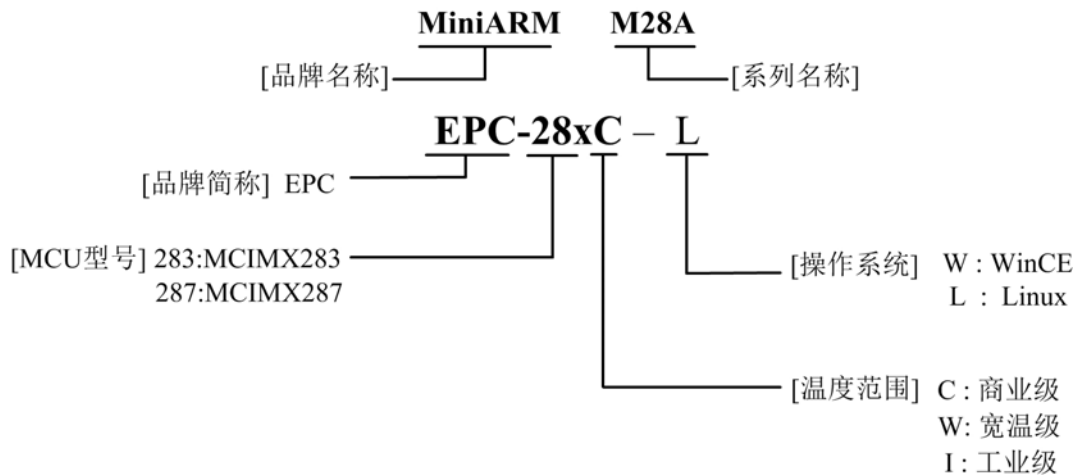 MiniARM M28A
[品牌名称] [系列名称]
EPC-28xC – L
[品牌简称] EPC
[MCU型号] 283:MCIMX283
287:MCIMX287
[操作系统] W : WinCE
L : Linux
[温度范围] C : 商业级
W: 宽温级
I : 工业级